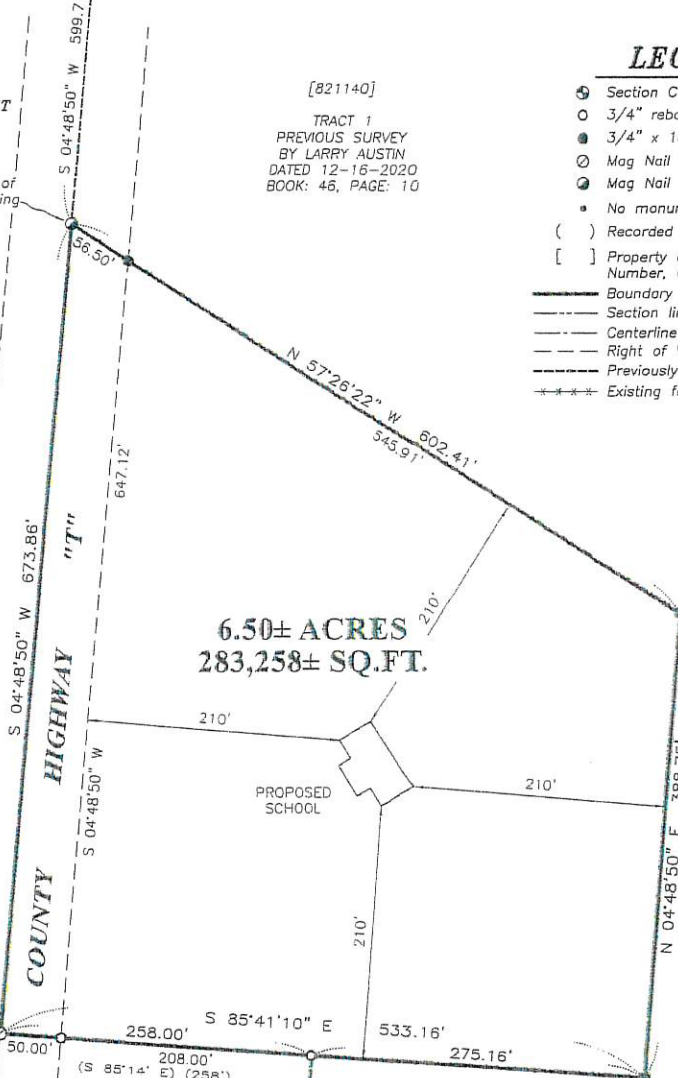 S 04°48'50" W 599.7
[821140]
TRACT 1
PREVIOUS SURVEY
BY LARRY AUSTIN
DATED 12-16-2020
BOOK: 46, PAGE: 10
T
of
ing
Section C
3/4" reba
3/4" x 1
Mag Nail
Mag Nail
No monu
( ) Recorded
[ ] Property
Number,
Boundary
Section li
Centerline
Right of
Previously
Existing f
56.50'
N 57°26'22" W 602.41'
545.91'
647.12'
S 04°48'50" W 673.86'
COUNTY HIGHWAY "T"
S 04°48'50" W
6.50± ACRES
283,258± SQ.FT.
210'
210'
PROPOSED
SCHOOL
210'
210'
N 04°48'50" E
S 85°41'10" E 533.16'
50.00'
258.00'
208.00'
275.16'
(S 85°14' E) (258')